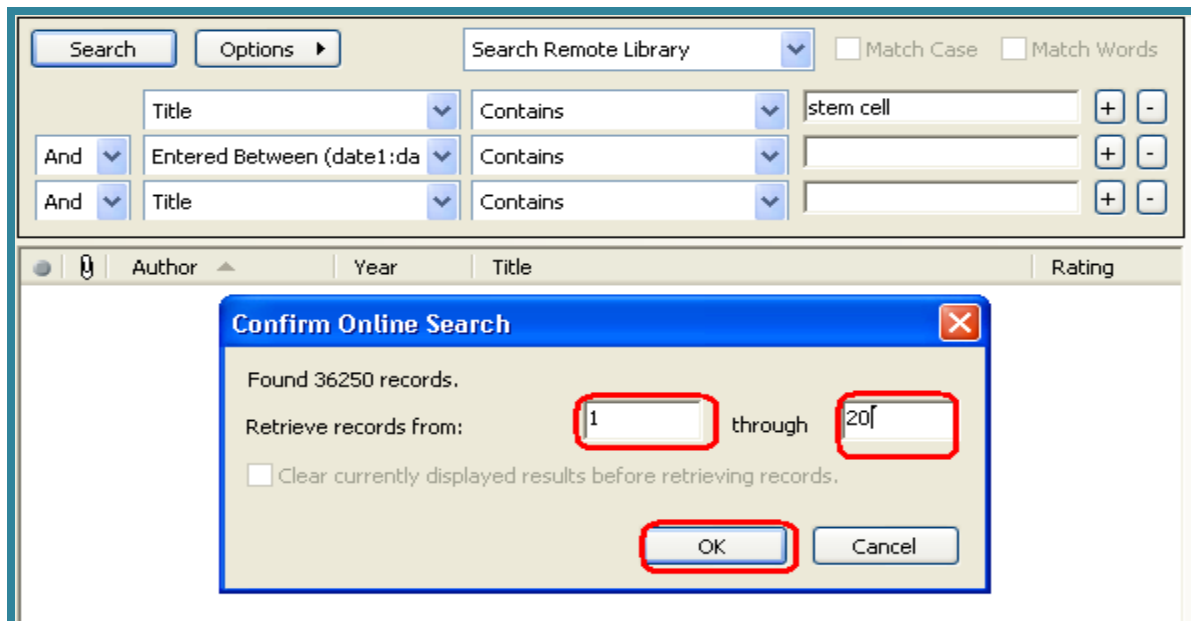 Search Options Search Remote Library Match Case Match Words
Title Contains stem cell + -
And Entered Between (date1:da Contains + -
And Title Contains + -
Author Year Title Rating
Confirm Online Search
Found 36250 records.
Retrieve records from: 1 through 20
Clear currently displayed results before retrieving records.
OK Cancel